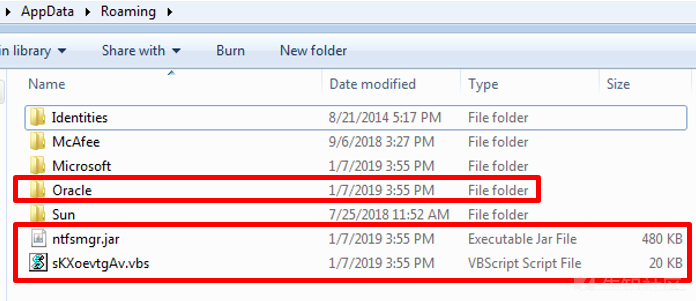 AppData Roaming
in library Share with Burn New folder
Name Date modified Type Size
Identities 8/21/2014 5:17 PM File folder
McAfee 9/6/2018 3:27 PM File folder
Microsoft 1/7/2019 3:55 PM File folder
Oracle 1/7/2019 3:55 PM File folder
Sun 7/25/2018 11:52 AM File folder
ntfsmgr.jar 1/7/2019 3:55 PM Executable Jar File 480 KB
sKXoevtgAv.vbs 1/7/2019 3:55 PM VBScript Script File 20 KB